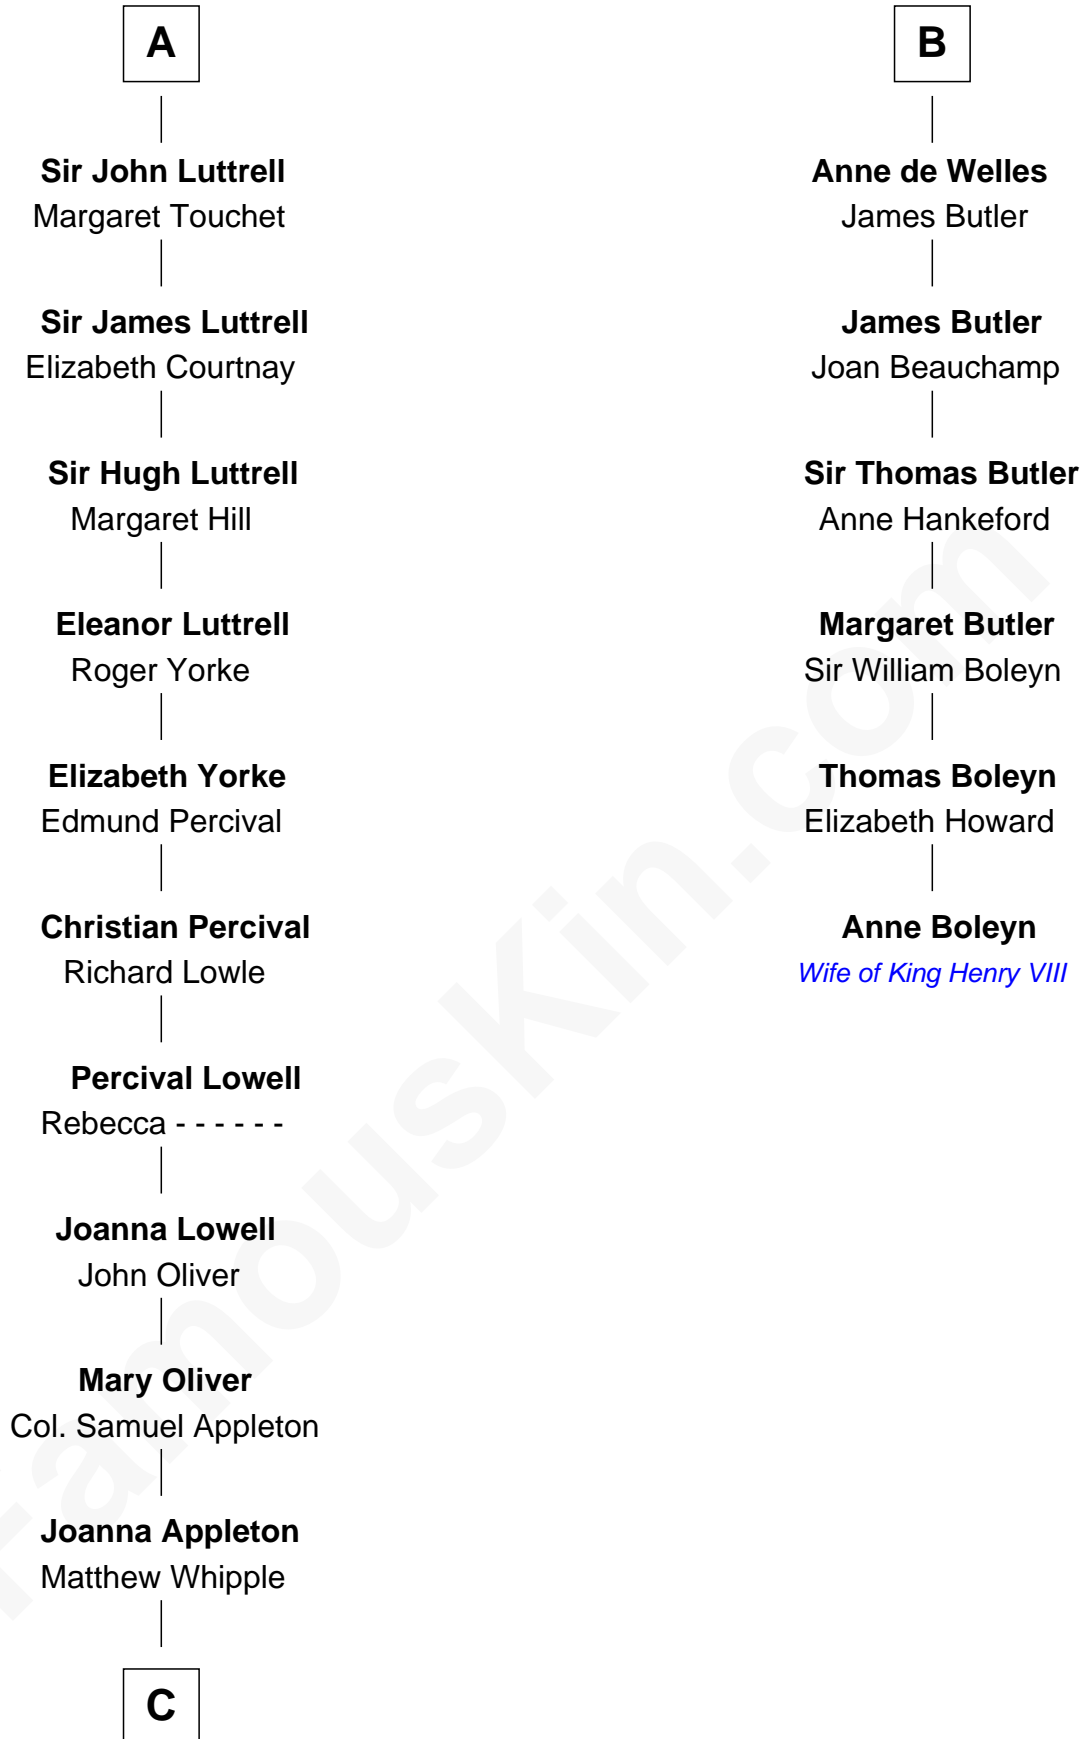 A
Sir John Luttrell
Margaret Touchet
Sir James Luttrell
Elizabeth Courtnay
Sir Hugh Luttrell
Margaret Hill
Eleanor Luttrell
Roger Yorke
Elizabeth Yorke
Edmund Percival
Christian Percival
Richard Lowle
Percival Lowell
Rebecca - - - - - -
Joanna Lowell
John Oliver
Mary Oliver
Col. Samuel Appleton
Joanna Appleton
Matthew Whipple
C
B
Anne de Welles
James Butler
James Butler
Joan Beauchamp
Sir Thomas Butler
Anne Hankeford
Margaret Butler
Sir William Boleyn
Thomas Boleyn
Elizabeth Howard
Anne Boleyn
Wife of King Henry VIII
FamousKin.com